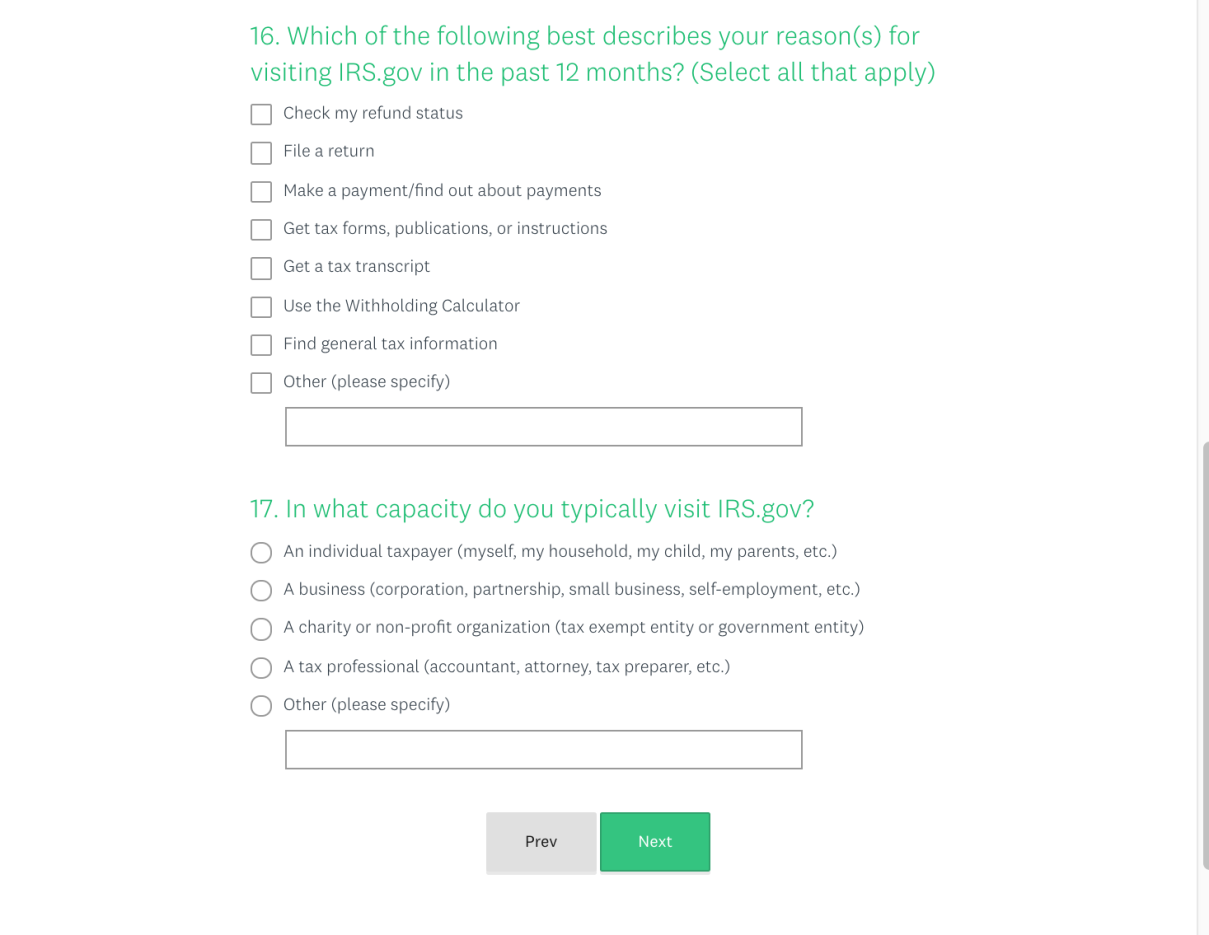 16. Which of the following best describes your reason(s) for
visiting IRS.gov in the past 12 months? (Select all that apply)
Check my refund status
File a return
Make a payment/find out about payments
Get tax forms, publications, or instructions
Get a tax transcript
Use the Withholding Calculator
Find general tax information
Other (please specify)
17. In what capacity do you typically visit IRS.gov?
An individual taxpayer (myself, my household, my child, my parents, etc.)
A business (corporation, partnership, small business, self-employment, etc.)
A charity or non-profit organization (tax exempt entity or government entity)
A tax professional (accountant, attorney, tax preparer, etc.)
Other (please specify)
Prev Next